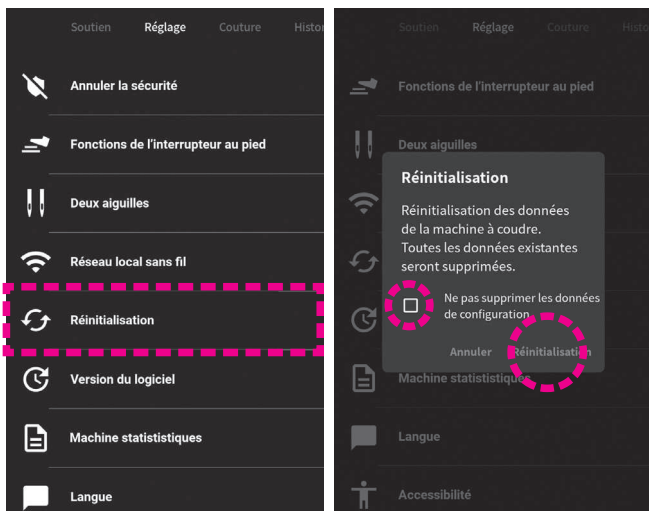 Soutien Réglage Couture Histor
Annuler la sécurité
Fonctions de l'interrupteur au pied
Deux aiguilles
Réseau local sans fil
Réinitialisation
Version du logiciel
Machine statististiques
Langue
Soutien Réglage Couture Histo
Fonctions de l'interrupteur au pied
Deux aiguilles
Réinitialisation
Réinitialisation des données
de la machine à coudre.
Toutes les données existantes
seront supprimées.
Ne pas supprimer les données
de configuration
Annuler Réinitialisation
Machine statististiques
Langue
Accessibilité